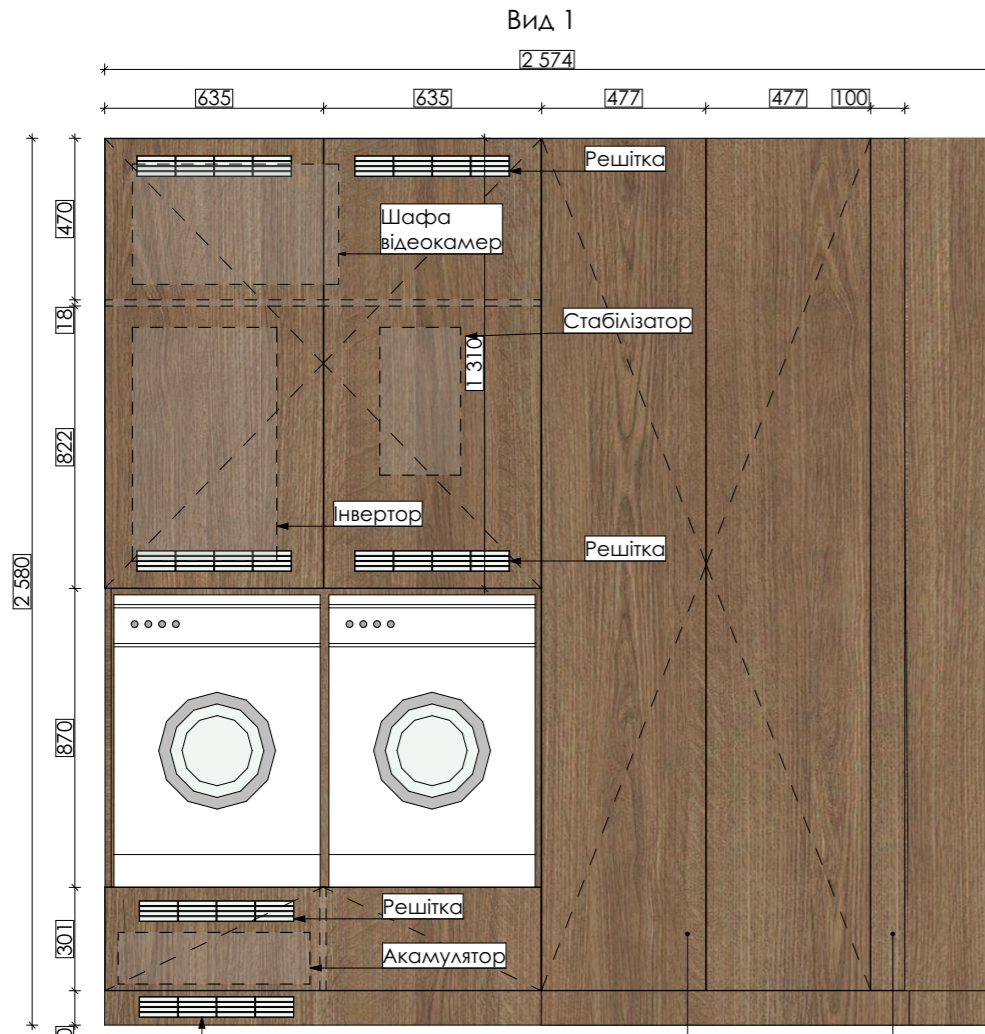 Вид 1
2 574
635
635
477
477
100
Решітка
470
Шафа
відеокамер
18
Стабілізатор
1 310
822
Інвертор
Решітка
2 580
870
Решітка
301
Акамулятор